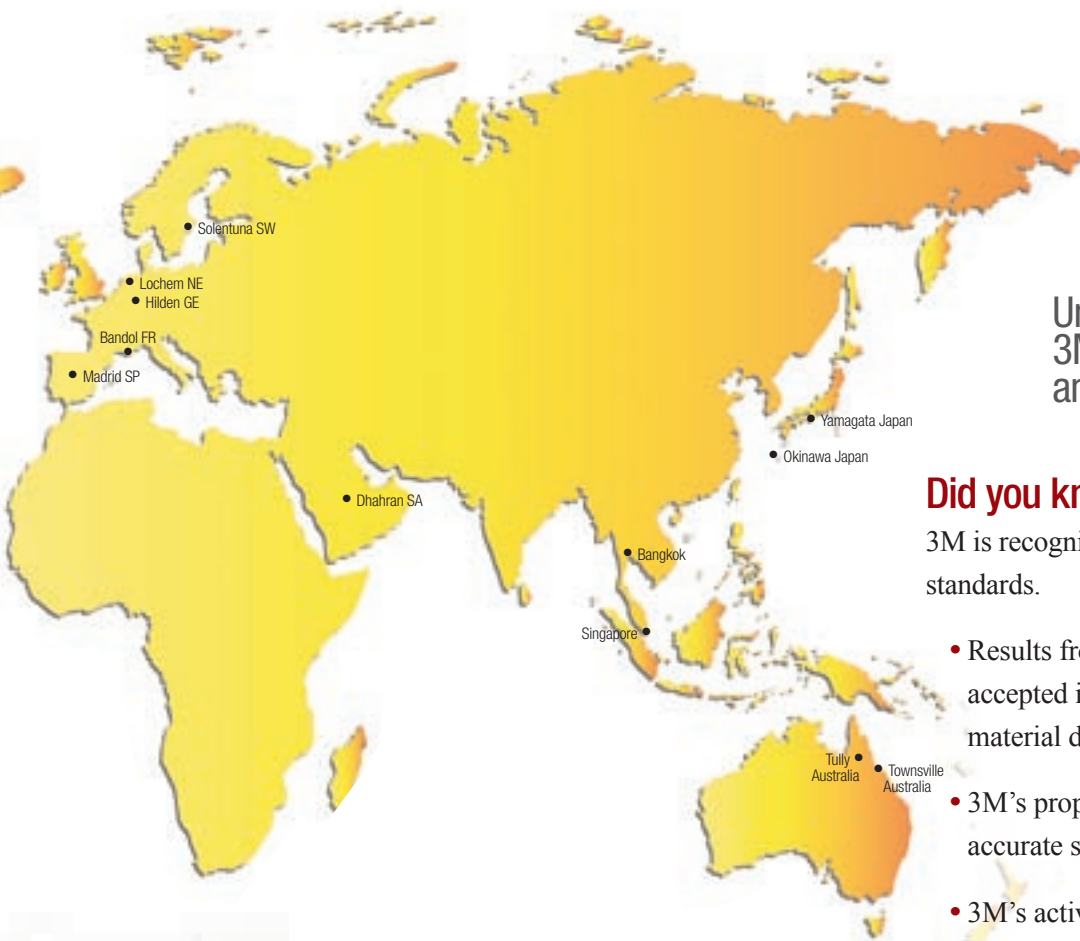 Solentuna SW
Lochem NE
Hilden GE
Bandol FR
Madrid SP
Yamagata Japan
Okinawa Japan
Dhahran SA
Bangkok
Singapore
Tully
Australia
Townsville
Australia
3M is recogni
standards.
Did you kn
• Results fro
accepted i
material d
• 3M’s prop
accurate s
• 3M’s activ